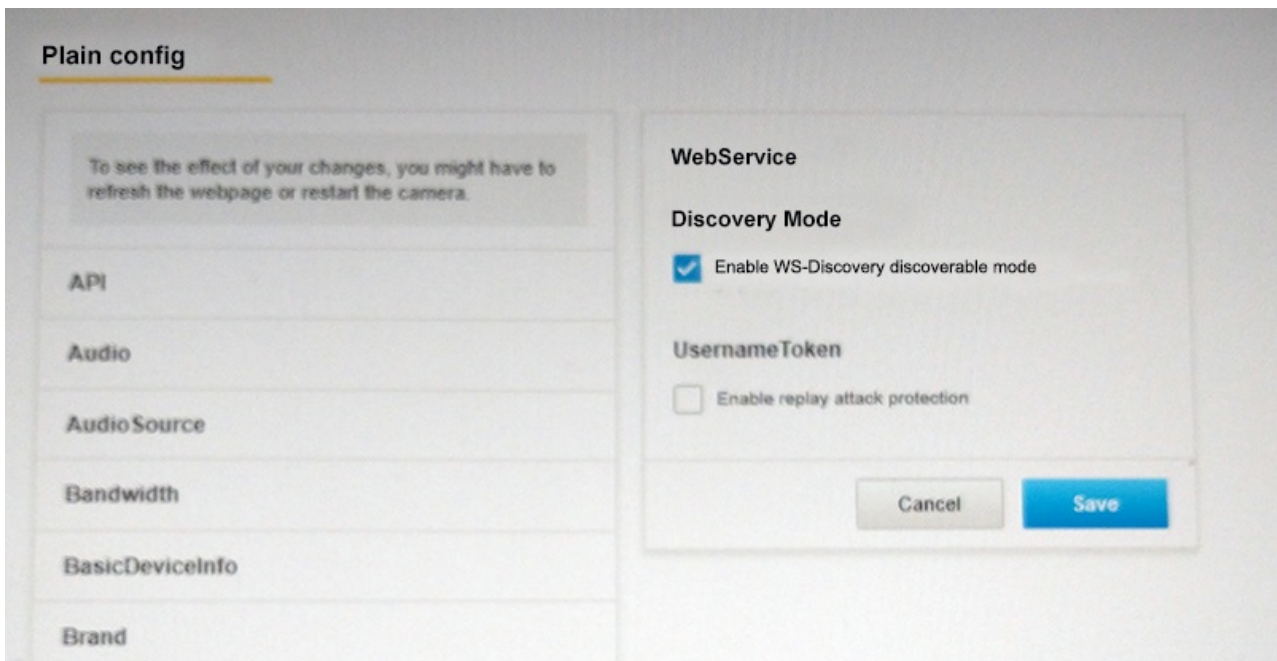 Plain config
To see the effect of your changes, you might have to
refresh the webpage or restart the camera.
API
Audio
AudioSource
Bandwidth
BasicDeviceInfo
Brand
WebService
Discovery Mode
Enable WS-Discovery discoverable mode
UsernameToken
Enable replay attack protection
Cancel
Save